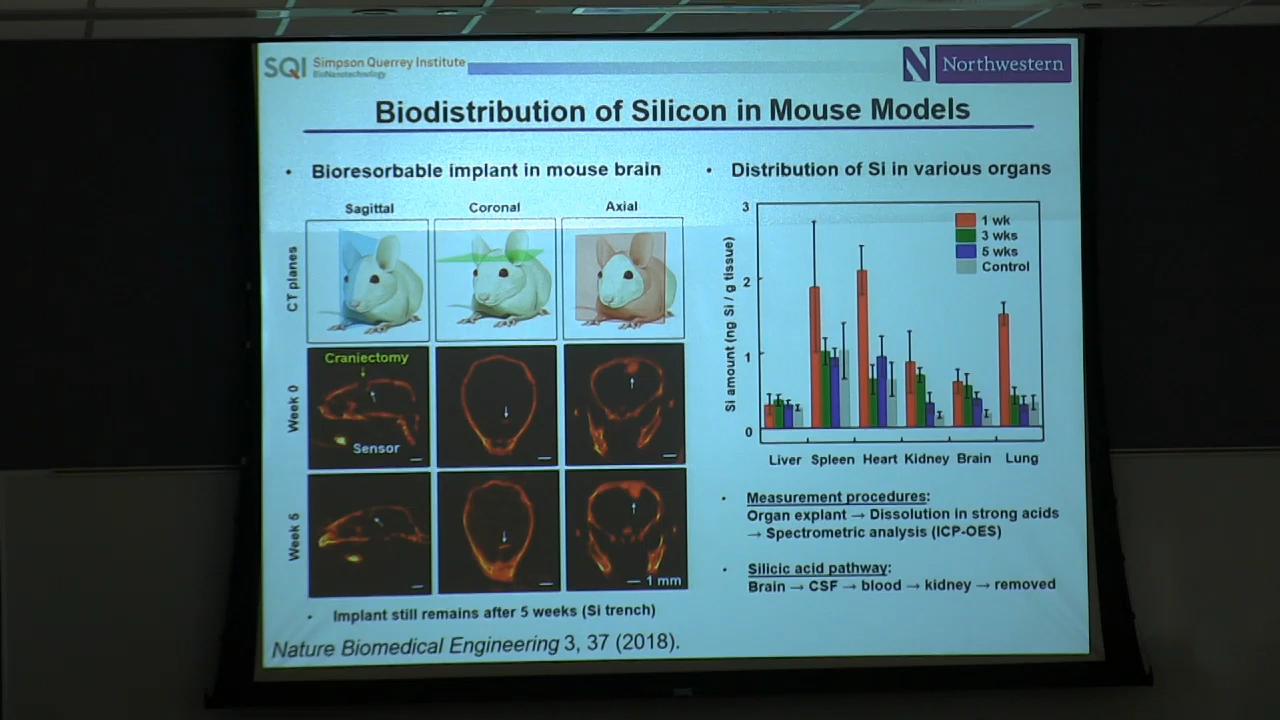 SQI Simpson Querrey Institute
BioNanotechnology
N Northwestern
Biodistribution of Silicon in Mouse Models
• Bioresorbable implant in mouse brain
Sagittal Coronal Axial
CT planes
Week 0
Craniectomy
Sensor
Week 5
1 mm
• Implant still remains after 5 weeks (Si trench)
Nature Biomedical Engineering 3, 37 (2018).
• Distribution of Si in various organs
Si amount (ng Si / g tissue)
3
2
1
0
1 wk
3 wks
5 wks
Control
Liver Spleen Heart Kidney Brain Lung
• Measurement procedures:
Organ explant → Dissolution in strong acids
→ Spectrometric analysis (ICP-OES)
• Silicic acid pathway:
Brain → CSF → blood → kidney → removed